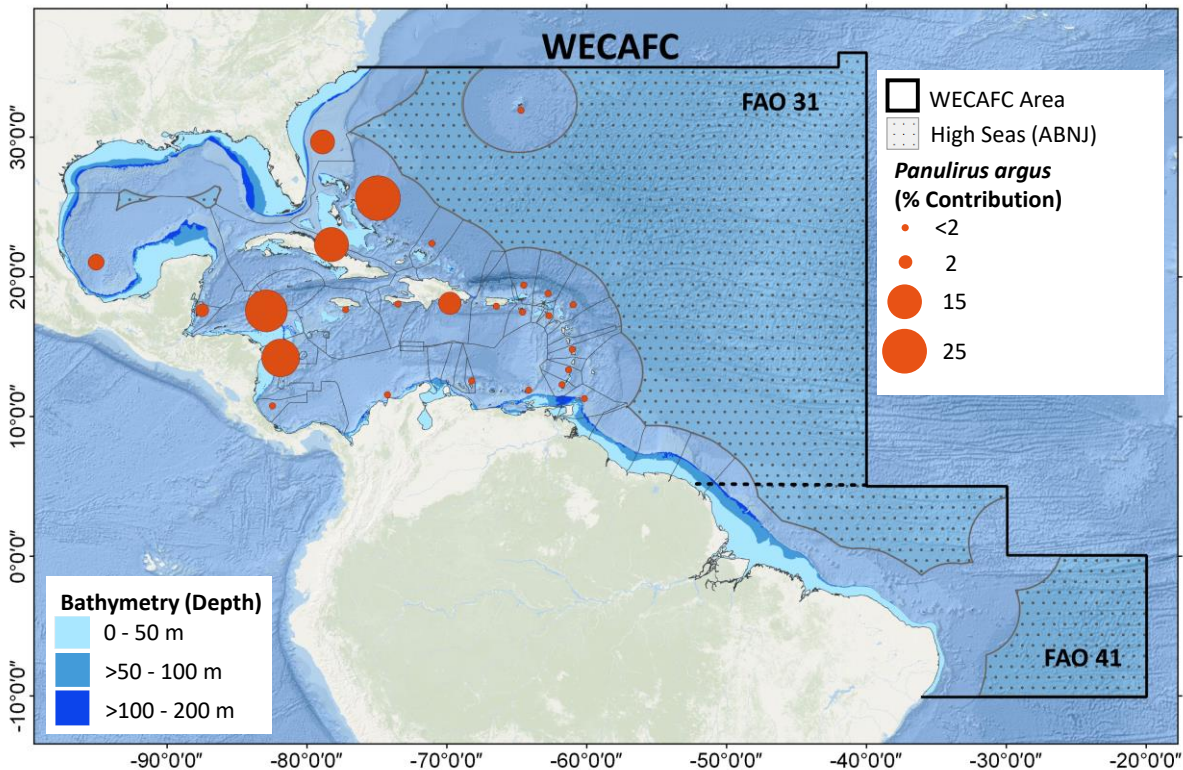 WECAFC
FAO 31
WECAFC Area
High Seas (ABNJ)
Panulirus argus
(% Contribution)
<2
2
15
25
30°0'0"
20°0'0"
10°0'0"
0°0'0"
-10°0'0"
Bathymetry (Depth)
0 - 50 m
>50 - 100 m
>100 - 200 m
FAO 41
-90°0'0"
-80°0'0"
-70°0'0"
-60°0'0"
-50°0'0"
-40°0'0"
-30°0'0"
-20°0'0"